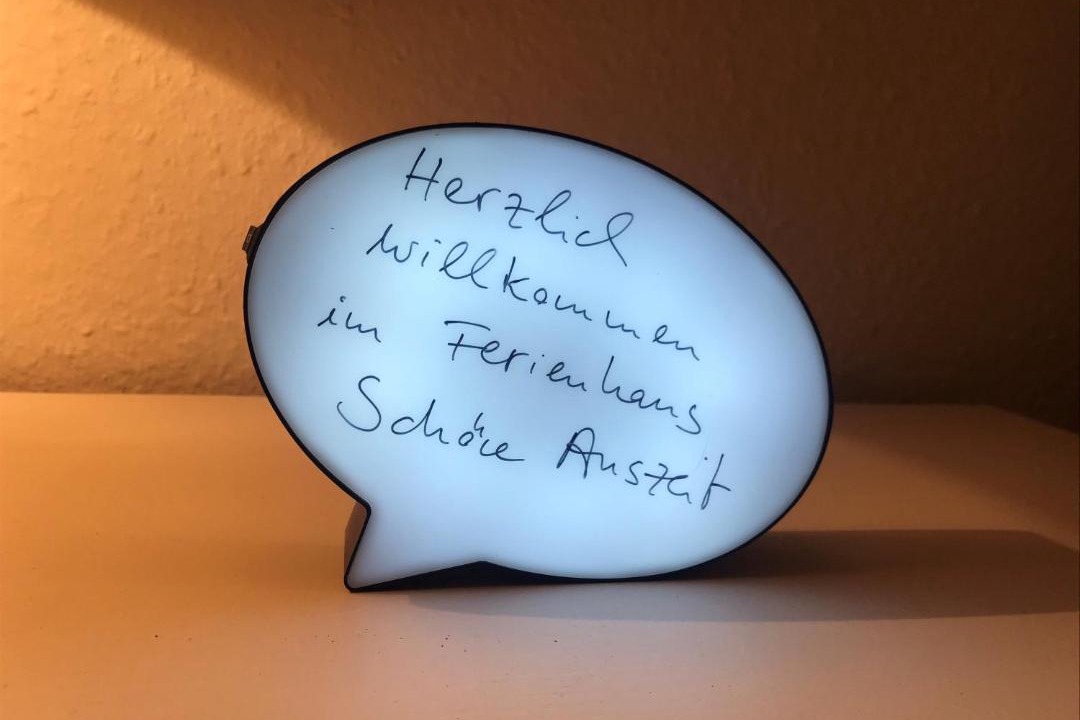 Herzlich
willkommen
im Ferienhaus
Schöne Auszeit